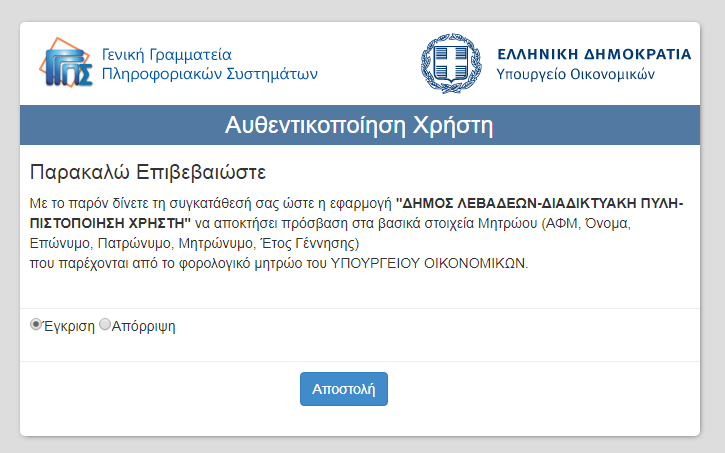 Γενική Γραμματεία
Πληροφοριακών Συστημάτων
ΕΛΛΗΝΙΚΗ ΔΗΜΟΚΡΑΤΙΑ
Υπουργείο Οικονομικών
Αυθεντικοποίηση Χρήστη
Παρακαλώ Επιβεβαιώστε
Με το παρόν δίνετε τη συγκατάθεσή σας ώστε η εφαρμογή "ΔΗΜΟΣ ΛΕΒΑΔΕΩΝ-ΔΙΑΔΙΚΤΥΑΚΗ ΠΥΛΗ-
ΠΙΣΤΟΠΟΙΗΣΗ ΧΡΗΣΤΗ" να αποκτήσει πρόσβαση στα βασικά στοιχεία Μητρώου (ΑΦΜ, Όνομα,
Επώνυμο, Πατρώνυμο, Μητρώνυμο, Έτος Γέννησης)
που παρέχονται από το φορολογικό μητρώο του ΥΠΟΥΡΓΕΙΟΥ ΟΙΚΟΝΟΜΙΚΩΝ.
Έγκριση Απόρριψη
Αποστολή